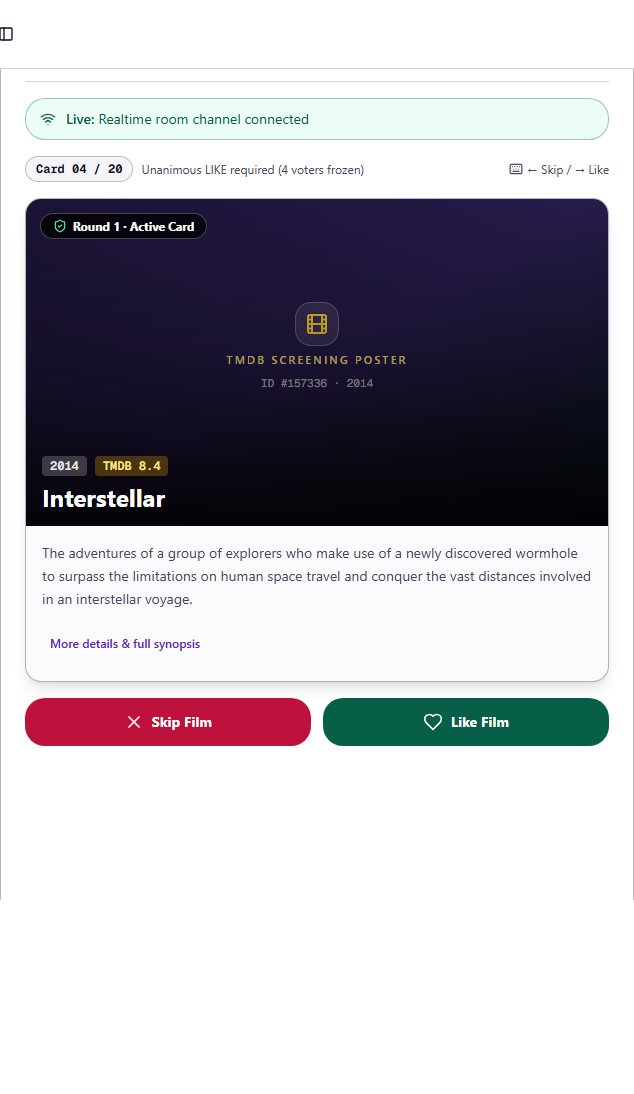 Live: Realtime room channel connected
Card 04 / 20
Unanimous LIKE required (4 voters frozen)
← Skip / → Like
Round 1 · Active Card
TMDB SCREENING POSTER
ID #157336 · 2014
2014
TMDB 8.4
Interstellar
The adventures of a group of explorers who make use of a newly discovered wormhole
to surpass the limitations on human space travel and conquer the vast distances involved
in an interstellar voyage.
More details & full synopsis
Skip Film
Like Film